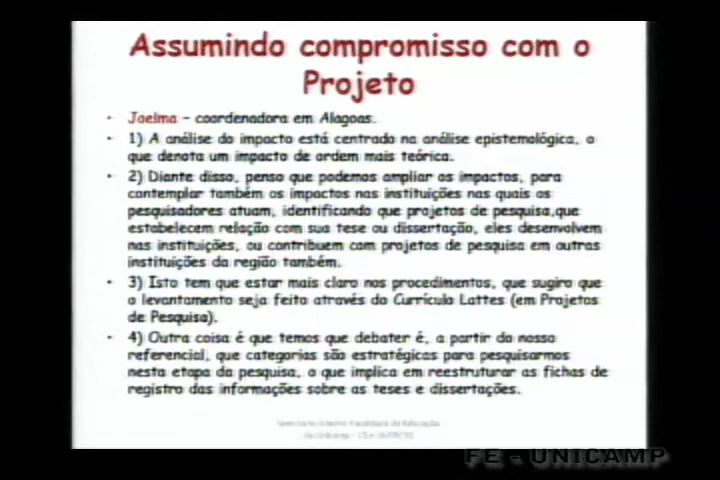 Assumindo compromisso com o
Projeto
• Joelma – coordenadora em Alagoas.
• 1) A análise do impacto está centrado na análise epistemológica, o
que denota um impacto de ordem mais teórica.
• 2) Diante disso, penso que podemos ampliar os impactos, para
contemplar também os impactos nas instituições nas quais os
pesquisadores atuam, identificando que projetos de pesquisa,que
estabelecem relação com sua tese ou dissertação, eles desenvolvem
nas instituições, ou contribuem com projetos de pesquisa em outras
instituições da região também.
• 3) Isto tem que estar mais claro nos procedimentos, que sugiro que
o levantamento seja feito através do Currículo Lattes (em Projetos
de Pesquisa).
• 4) Outra coisa é que temos que debater é, a partir do nosso
referencial, que categorias são estratégicas para pesquisarmos
nesta etapa da pesquisa, o que implica em reestruturar as fichas de
registro das informações sobre as teses e dissertações.
Faculdade de Educação
da Unicamp
FE - UNICAMP